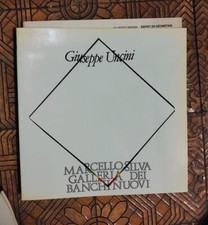 Giuseppe Uncini
MARCELLO SILVA
GALLERIA DEI
BANCHI NUOVI